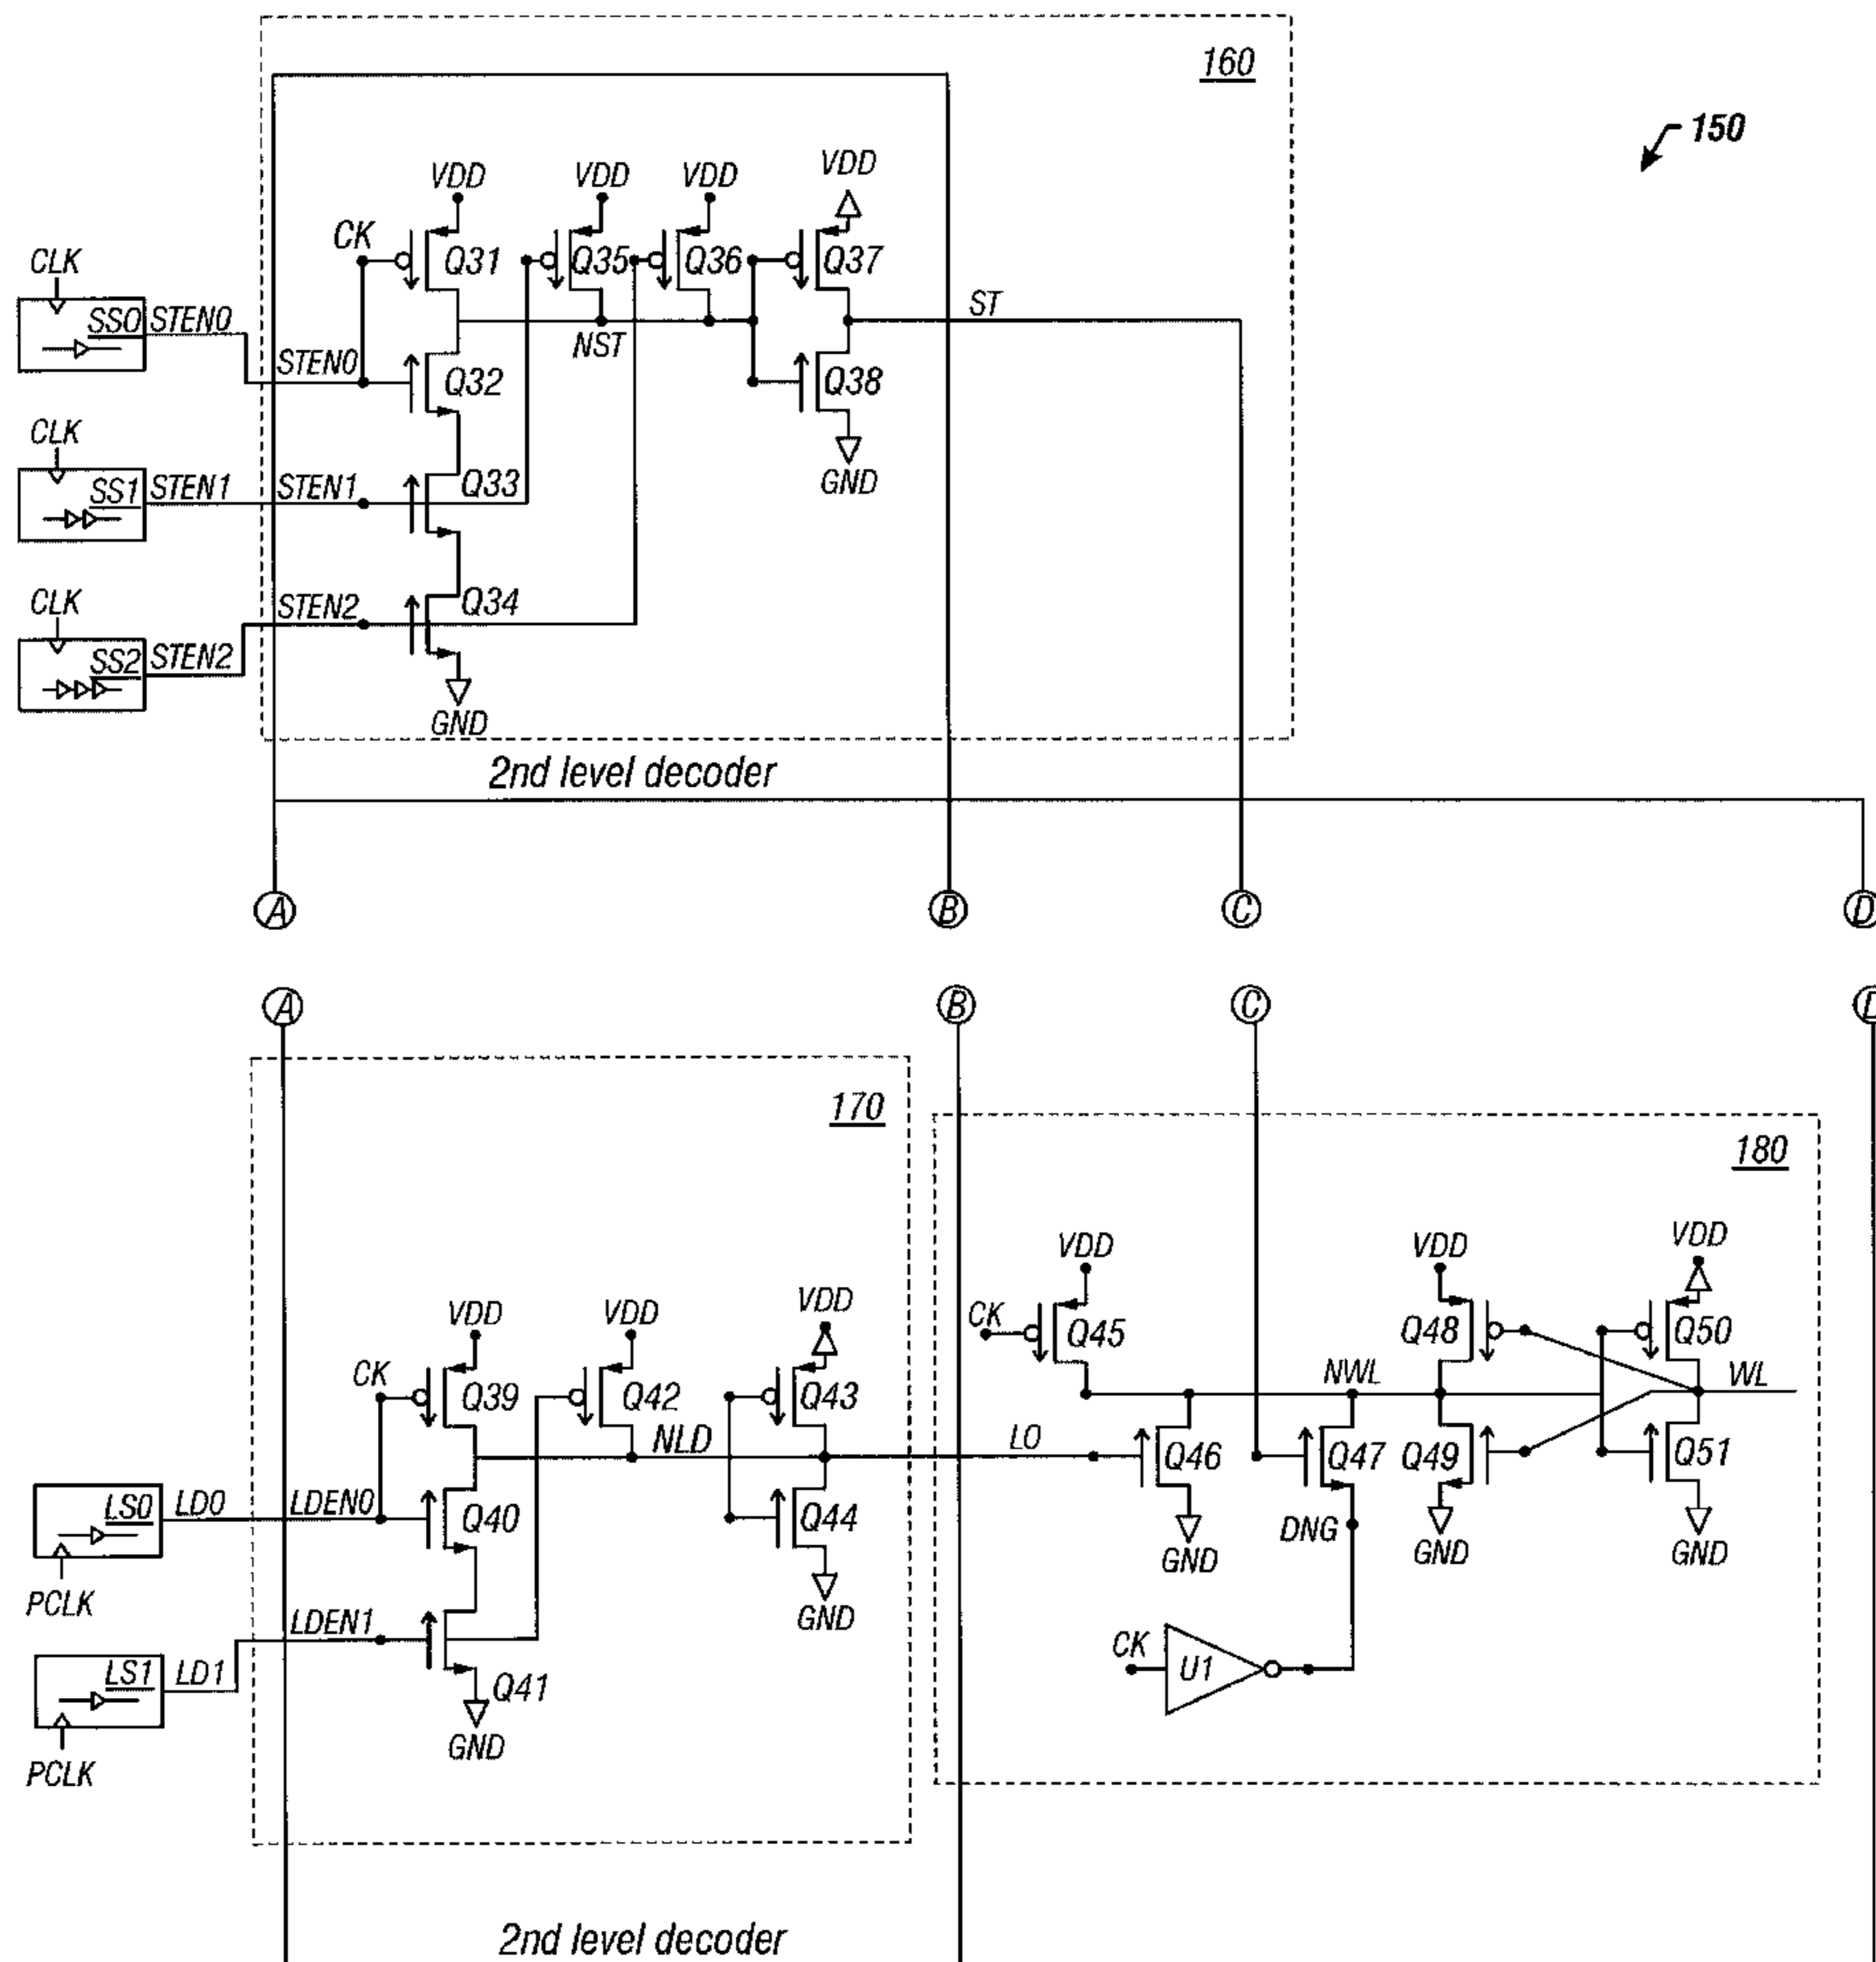 160
150
VDD
VDD
VDD
VDD
CK
Q31
Q35
Q36
Q37
CLK
SS0
STEN0
ST
NST
STEN0
Q32
Q38
CLK
SS1
STEN1
STEN1
Q33
GND
CLK
STEN2
Q34
SS2
STEN2
GND
2nd level decoder
A
B
C
D
A
B
C
D
170
180
VDD
VDD
VDD
CK
Q45
Q48
Q50
VDD
VDD
VDD
CK
Q39
Q42
Q43
NWL
WL
NLD
LO
Q46
Q47
Q49
Q51
LS0
LD0
LDEN0
Q40
Q44
DNG
GND
GND
GND
PCLK
LDEN1
GND
LS1
LD1
Q41
CK
U1
GND
PCLK
2nd level decoder